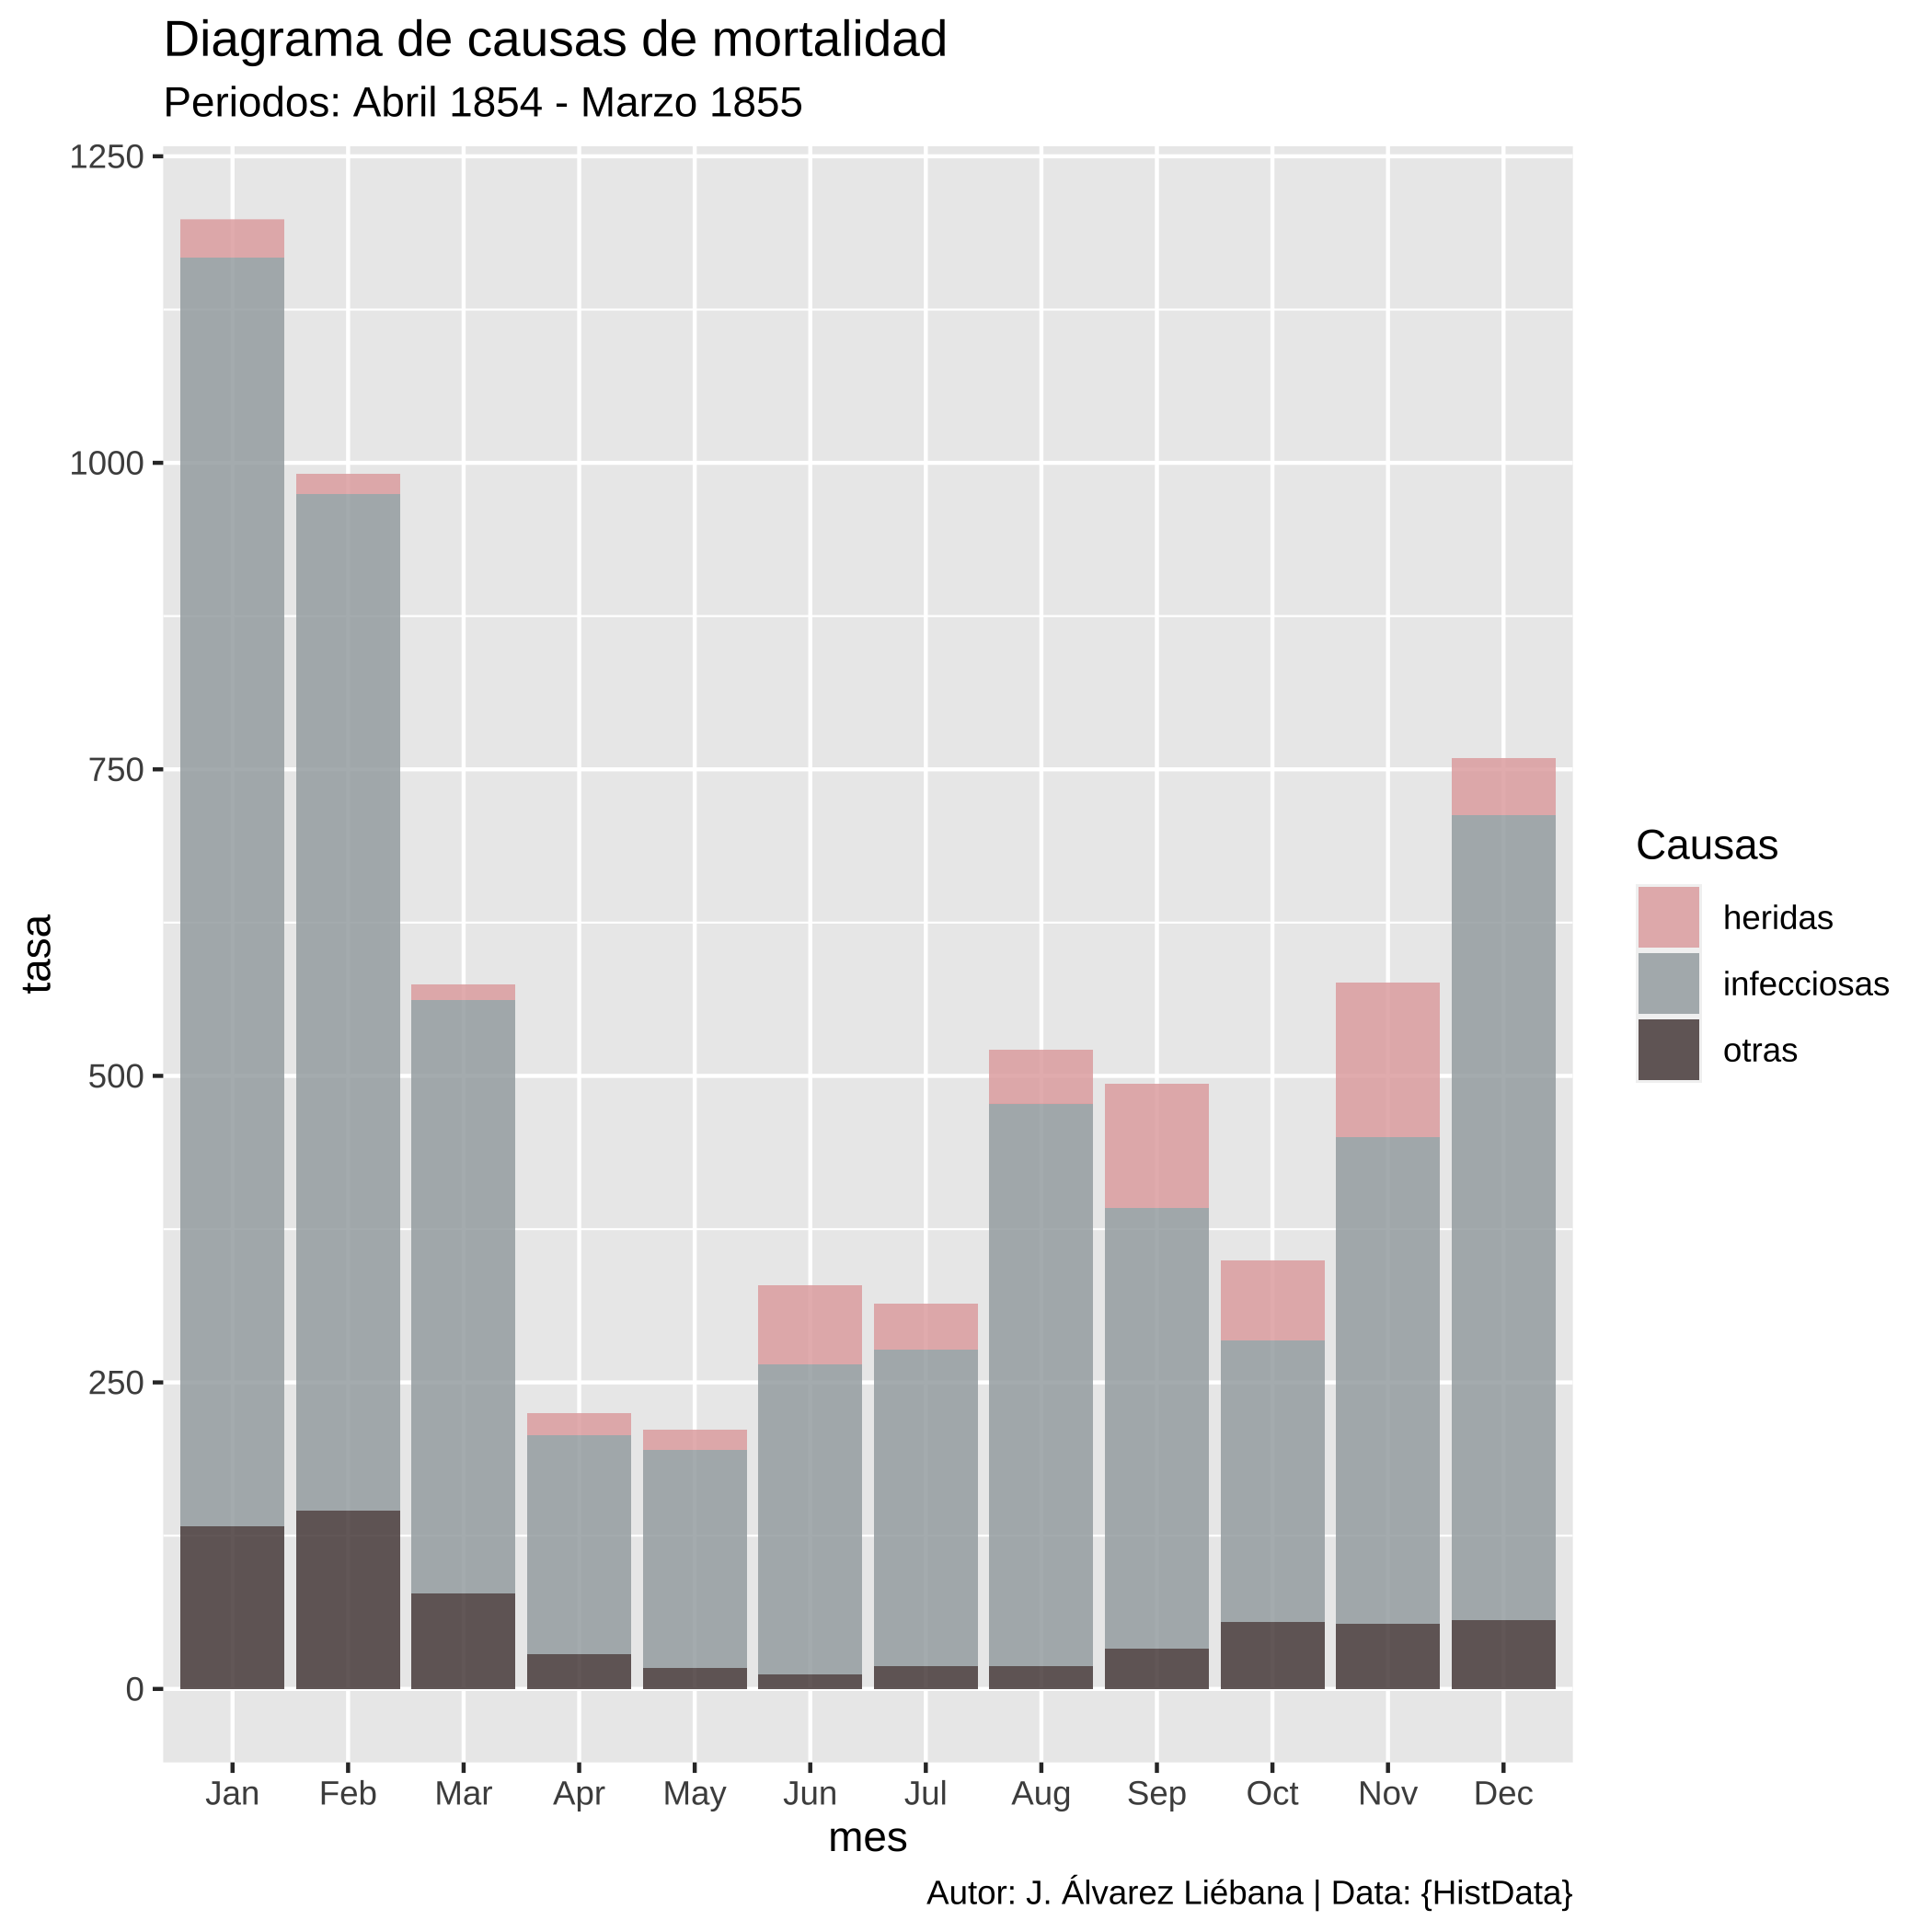 Diagrama de causas de mortalidad
Periodos: Abril 1854 - Marzo 1855
1250
1000
750
500
250
0
tasa
Jan Feb Mar Apr May Jun Jul Aug Sep Oct Nov Dec
mes
Causas
heridas
infecciosas
otras
Autor: J. Álvarez Liébana | Data: {HistData}